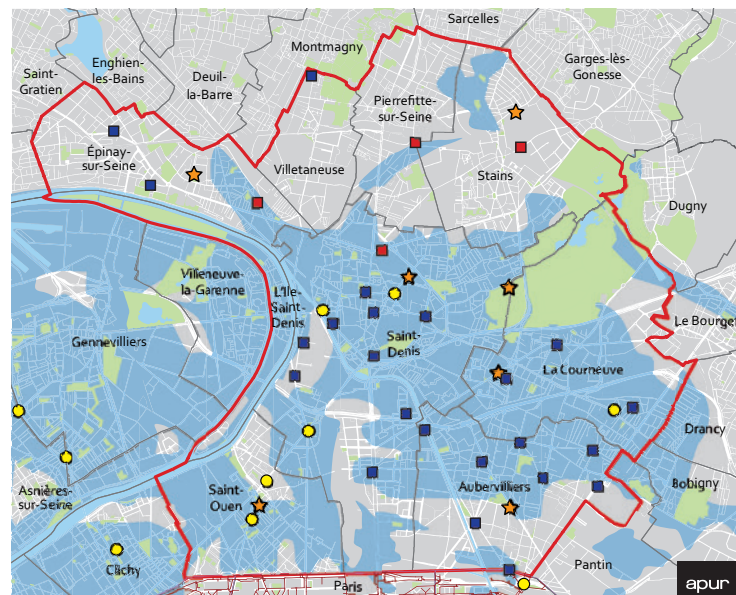 Sarcelles
Montmagny
Enghien-
les-Bains
Saint-
Gratien
Deuil-
la-Barre
Garges-lès-
Gonesse
Pierrefitte-
sur-Seine
Épinay-
sur-Seine
Villetaneuse
Stains
Dugny
Villeneuve-
la-Garenne
L'Ile-
Saint-
Denis
Le Bourget
Gennevilliers
Saint-
Denis
La Courneuve
Drancy
Asnières-
sur-Seine
Saint-
Ouen
Aubervilliers
Bobigny
Clichy
Pantin
Paris
apur